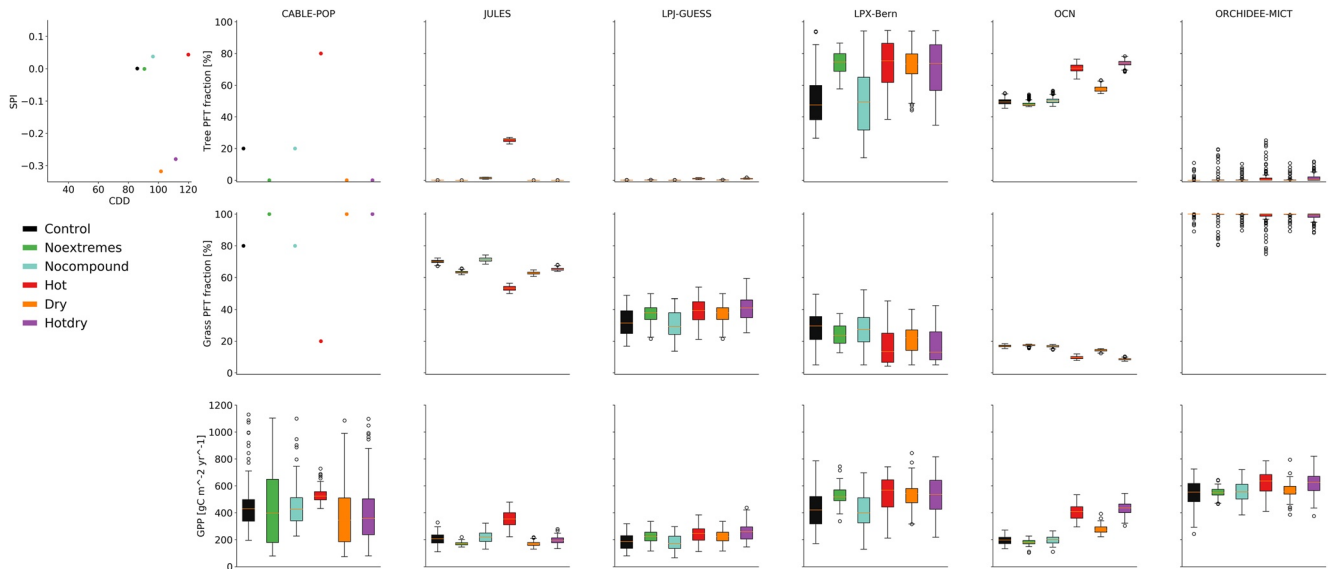 CABLE-POP JULES LPJ-GUESS LPX-Bern OCN ORCHIDEE-MICT
SPI
0.0
−0.1
−0.2
−0.3
40 60 80 100 120
CDD
Tree PFT fraction [%]
100
80
60
40
20
0
Control
Noextremes
Nocompound
Hot
Dry
Hotdry
Grass PFT fraction [%]
100
80
60
40
20
0
GPP [gC m^-2 yr^-1]
1200
1000
800
600
400
200
0